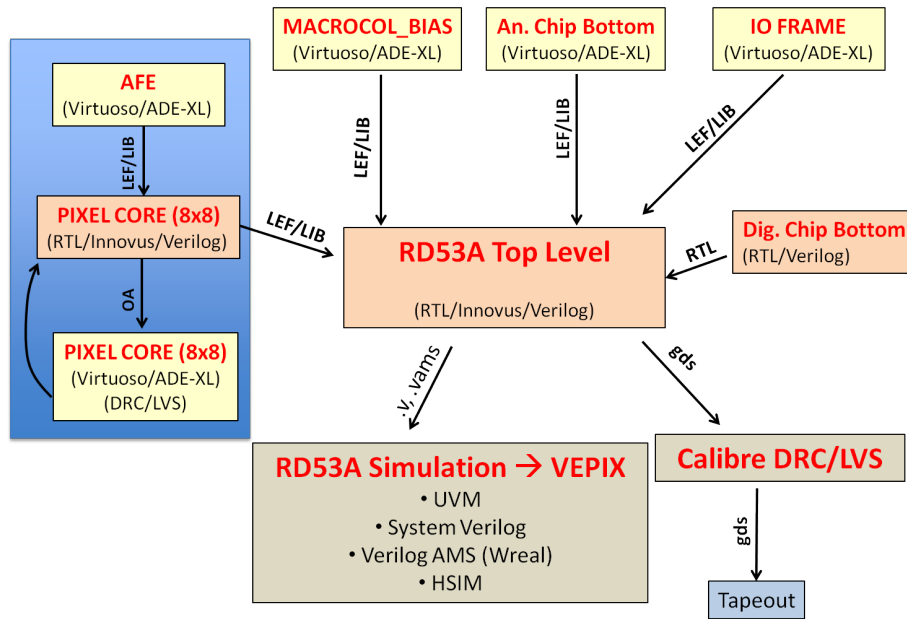 MACROCOL_BIAS
(Virtuoso/ADE-XL)
An. Chip Bottom
(Virtuoso/ADE-XL)
IO FRAME
(Virtuoso/ADE-XL)
AFE
(Virtuoso/ADE-XL)
LEF/LIB
LEF/LIB
LEF/LIB
LEF/LIB
PIXEL CORE (8x8)
(RTL/Innovus/Verilog)
LEF/LIB
RD53A Top Level
(RTL/Innovus/Verilog)
RTL
Dig. Chip Bottom
(RTL/Verilog)
OA
PIXEL CORE (8x8)
(Virtuoso/ADE-XL)
(DRC/LVS)
.v, .vams
gds
RD53A Simulation → VEPIX
• UVM
• System Verilog
• Verilog AMS (Wreal)
• HSIM
Calibre DRC/LVS
gds
Tapeout